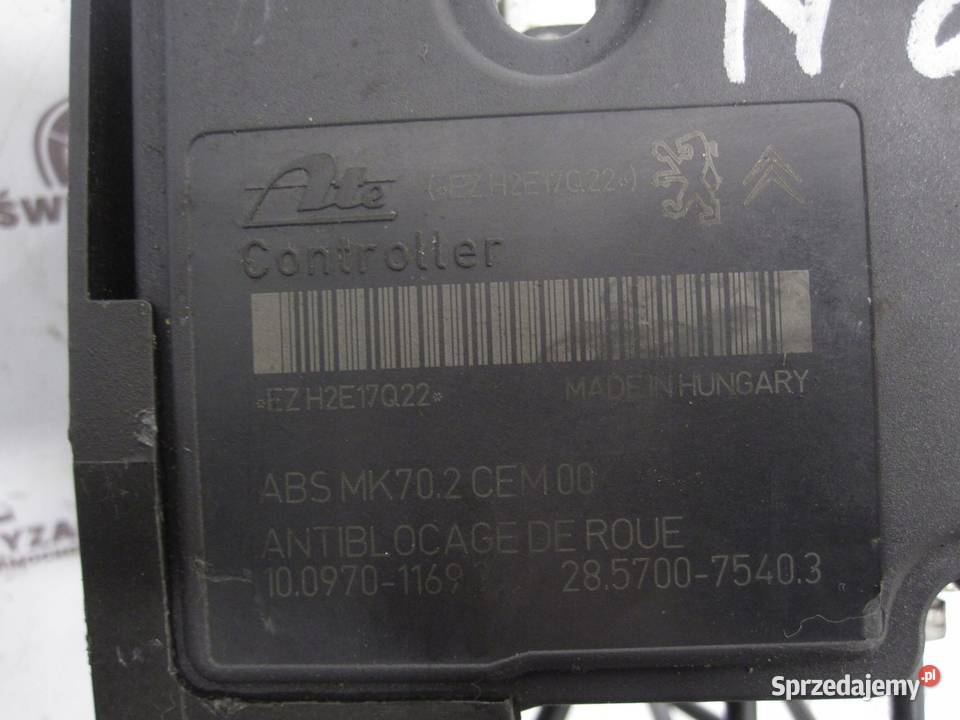 Ate (*EZ H2E17Q22*)
Controller
*EZ H2E17Q22* MADE IN HUNGARY
ABS MK70.2 CEM 00
ANTIBLOCAGE DE ROUE
10.0970-1169 28.5700-7540.3
Sprzedajemy.pl